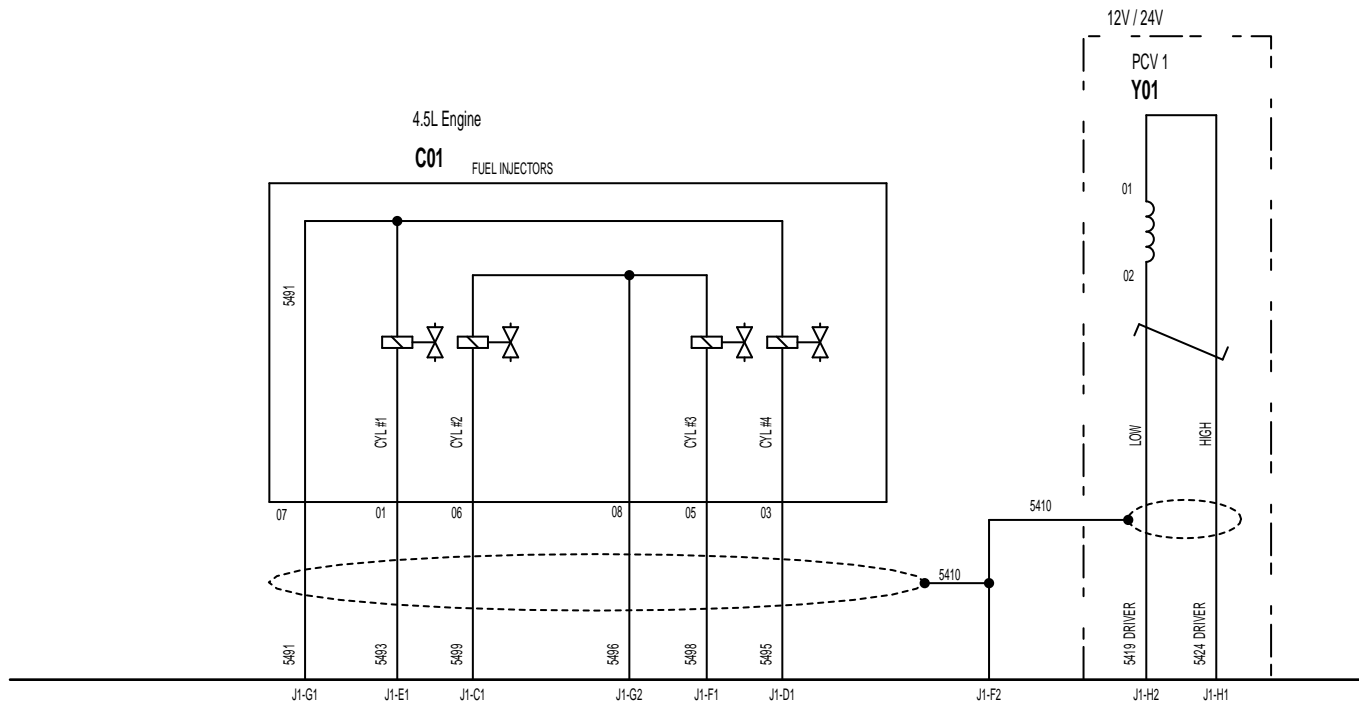 12V / 24V
PCV 1
Y01
4.5L Engine
C01 FUEL INJECTORS
01
02
5491
CYL #1 CYL #2 CYL #3 CYL #4 LOW HIGH
07 01 06 08 05 03 5410
5410
5491 5493 5499 5496 5498 5495 5419 DRIVER 5424 DRIVER
J1-G1 J1-E1 J1-C1 J1-G2 J1-F1 J1-D1 J1-F2 J1-H2 J1-H1